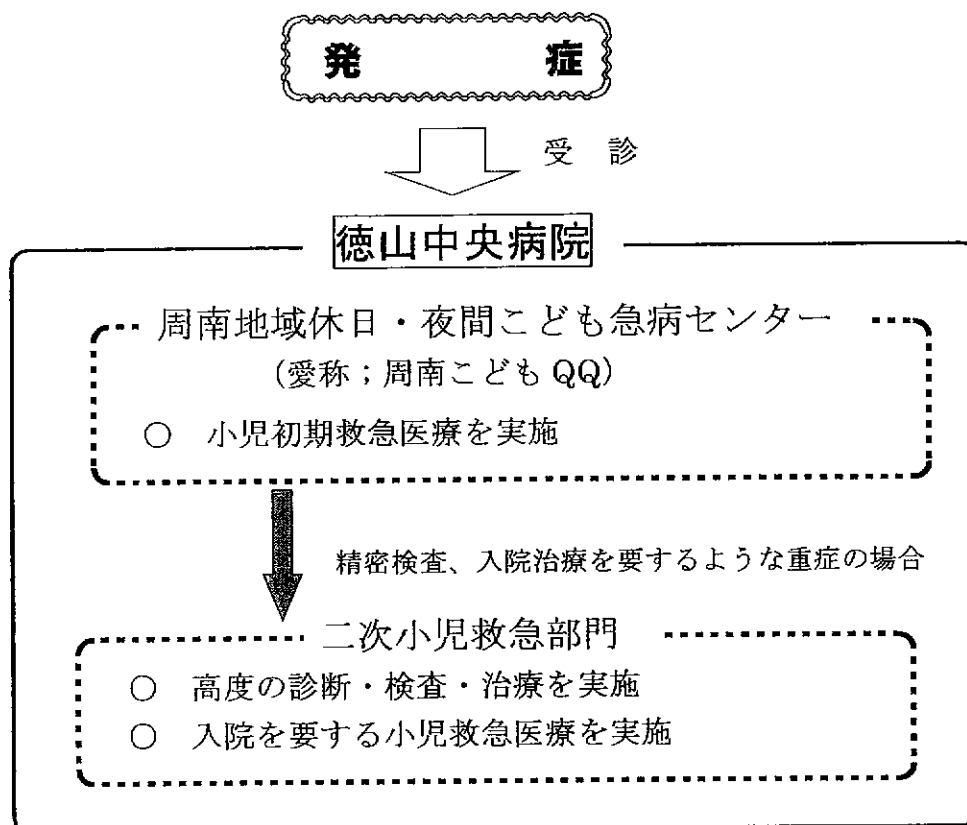 発　　症
受　診
徳山中央病院
周南地域休日・夜間こども急病センター
(愛称；周南こども QQ)
○　小児初期救急医療を実施
精密検査、入院治療を要するような重症の場合
二次小児救急部門
○　高度の診断・検査・治療を実施
○　入院を要する小児救急医療を実施